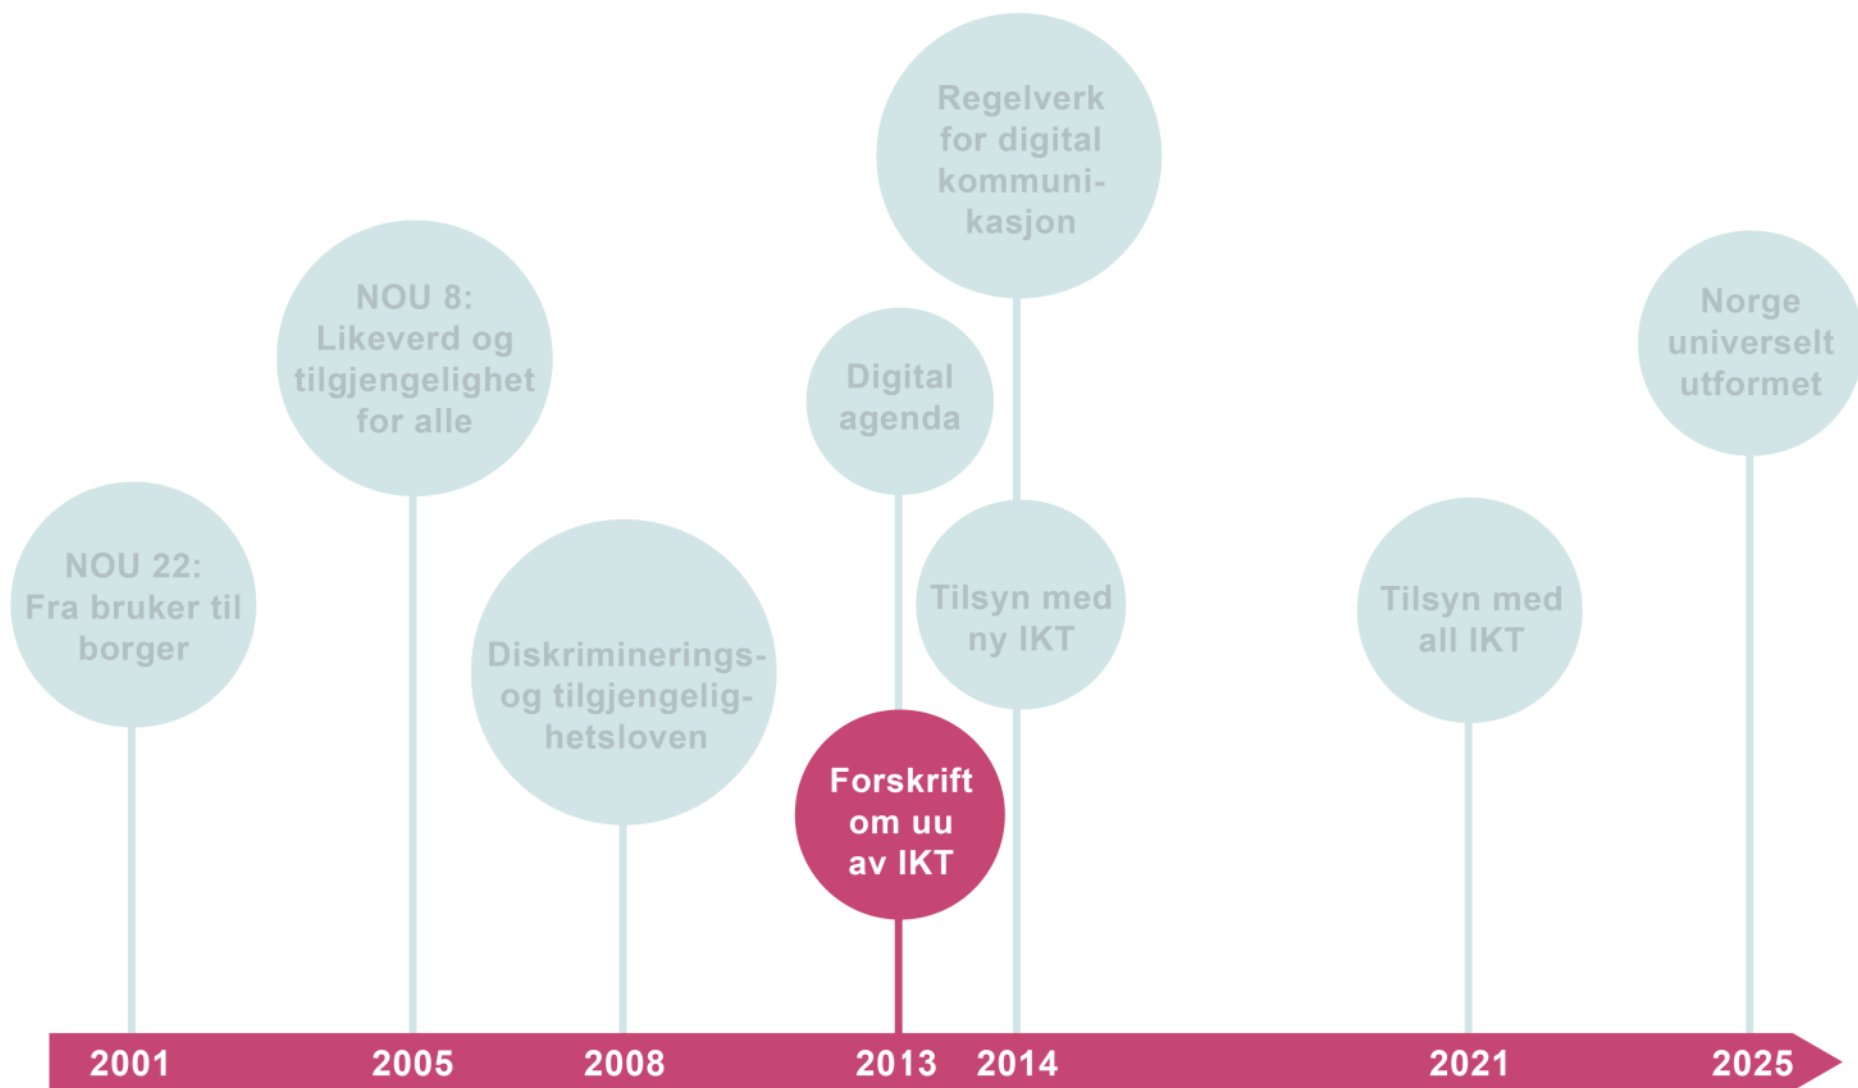 NOU 22:
Fra bruker til
borger
NOU 8:
Likeverd og
tilgjengelighet
for alle
Diskriminerings-
og tilgjengelig-
hetsloven
Digital
agenda
Forskrift
om uu
av IKT
Regelverk
for digital
kommuni-
kasjon
Tilsyn med
ny IKT
Tilsyn med
all IKT
Norge
universelt
utformet
2001
2005
2008
2013
2014
2021
2025